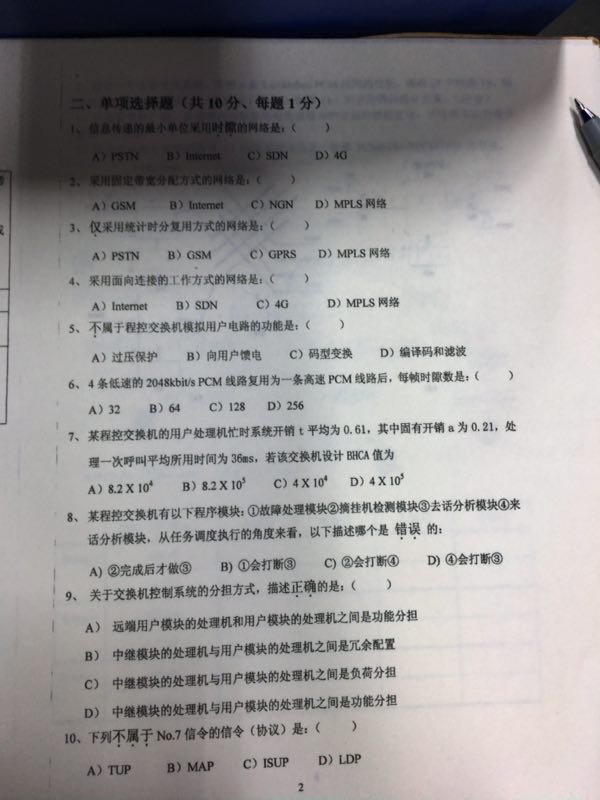 二、单项选择题（共 10 分、每题 1 分）
1、信息传递的最小单位采用时隙的网络是：（　　）
A）PSTN　B）Internet　C）SDN　D）4G
2、采用固定带宽分配方式的网络是：（　　）
A）GSM　B）Internet　C）NGN　D）MPLS 网络
3、仅采用统计时分复用方式的网络是：（　　）
A）PSTN　B）GSM　C）GPRS　D）MPLS 网络
4、采用面向连接的工作方式的网络是：（　　）
A）Internet　B）SDN　C）4G　D）MPLS 网络
5、不属于程控交换机模拟用户电路的功能是：（　　）
A）过压保护　B）向用户馈电　C）码型变换　D）编译码和滤波
6、4 条低速的 2048kbit/s PCM 线路复用为一条高速 PCM 线路后，每帧时隙数是：（　　）
A）32　B）64　C）128　D）256
7、某程控交换机的用户处理机忙时系统开销 t 平均为 0.61，其中固有开销 a 为 0.21，处
理一次呼叫平均所用时间为 36ms，若该交换机设计 BHCA 值为
A）8.2 X 10⁴　B）8.2 X 10⁵　C）4 X 10⁴　D）4 X 10⁵
8、某程控交换机有以下程序模块：①故障处理模块②摘挂机检测模块③去话分析模块④来
话分析模块，从任务调度执行的角度来看，以下描述哪个是 错误 的：
A) ②完成后才做③　B) ①会打断③　C) ②会打断④　D) ④会打断③
9、关于交换机控制系统的分担方式，描述正确的是：（　　）
A） 远端用户模块的处理机和用户模块的处理机之间是功能分担
B） 中继模块的处理机与用户模块的处理机之间是冗余配置
C） 中继模块的处理机与用户模块的处理机之间是负荷分担
D） 中继模块的处理机与用户模块的处理机之间是功能分担
10、下列不属于 No.7 信令的信令（协议）是：（　　）
A）TUP　B）MAP　C）ISUP　D）LDP
2